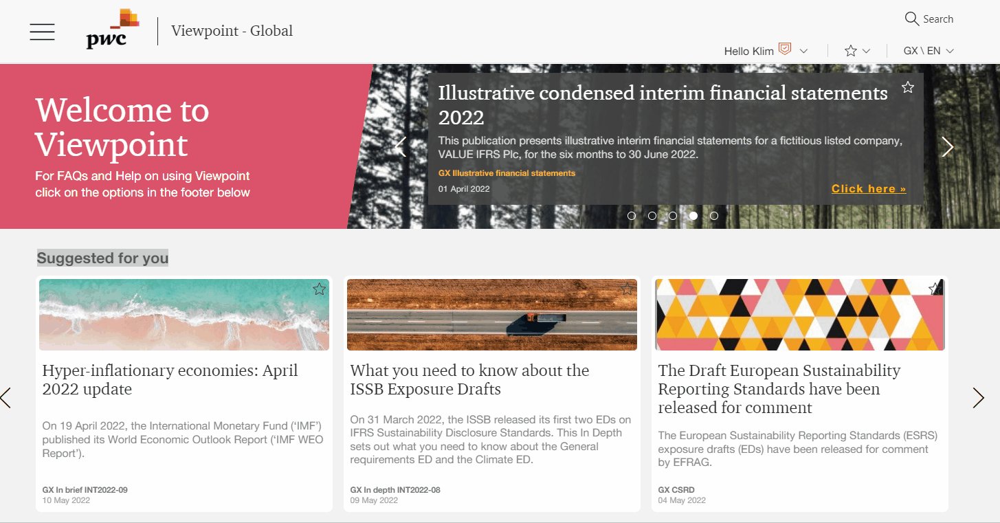 pwc
Viewpoint - Global
Search
Hello Klim
GX \ EN
Welcome to
Viewpoint
For FAQs and Help on using Viewpoint
click on the options in the footer below
Illustrative condensed interim financial statements
2022
This publication presents illustrative interim financial statements for a fictitious listed company,
VALUE IFRS Plc, for the six months to 30 June 2022.
GX Illustrative financial statements
01 April 2022
Click here »
Suggested for you
Hyper-inflationary economies: April
2022 update
On 19 April 2022, the International Monetary Fund (‘IMF’)
published its World Economic Outlook Report (‘IMF WEO
Report’).
GX In brief INT2022-09
10 May 2022
What you need to know about the
ISSB Exposure Drafts
On 31 March 2022, the ISSB released its first two EDs on
IFRS Sustainability Disclosure Standards. This In Depth
sets out what you need to know about the General
requirements ED and the Climate ED.
GX In depth INT2022-08
09 May 2022
The Draft European Sustainability
Reporting Standards have been
released for comment
The European Sustainability Reporting Standards (ESRS)
exposure drafts (EDs) have been released for comment
by EFRAG.
GX CSRD
04 May 2022